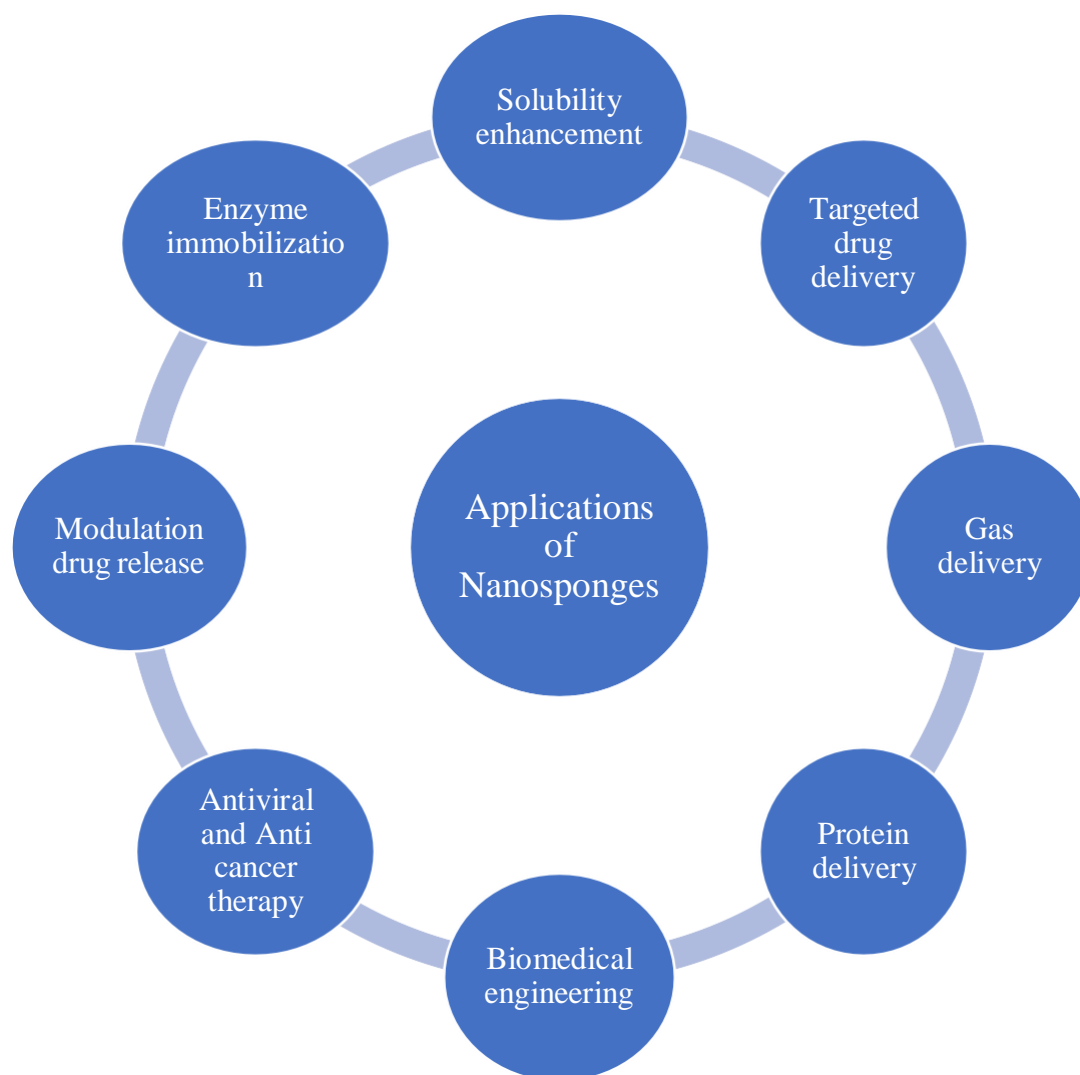 Solubility
enhancement
Targeted
drug
delivery
Gas
delivery
Protein
delivery
Biomedical
engineering
Antiviral
and Anti
cancer
therapy
Modulation
drug release
Enzyme
immobilizatio
n
Applications
of
Nanosponges